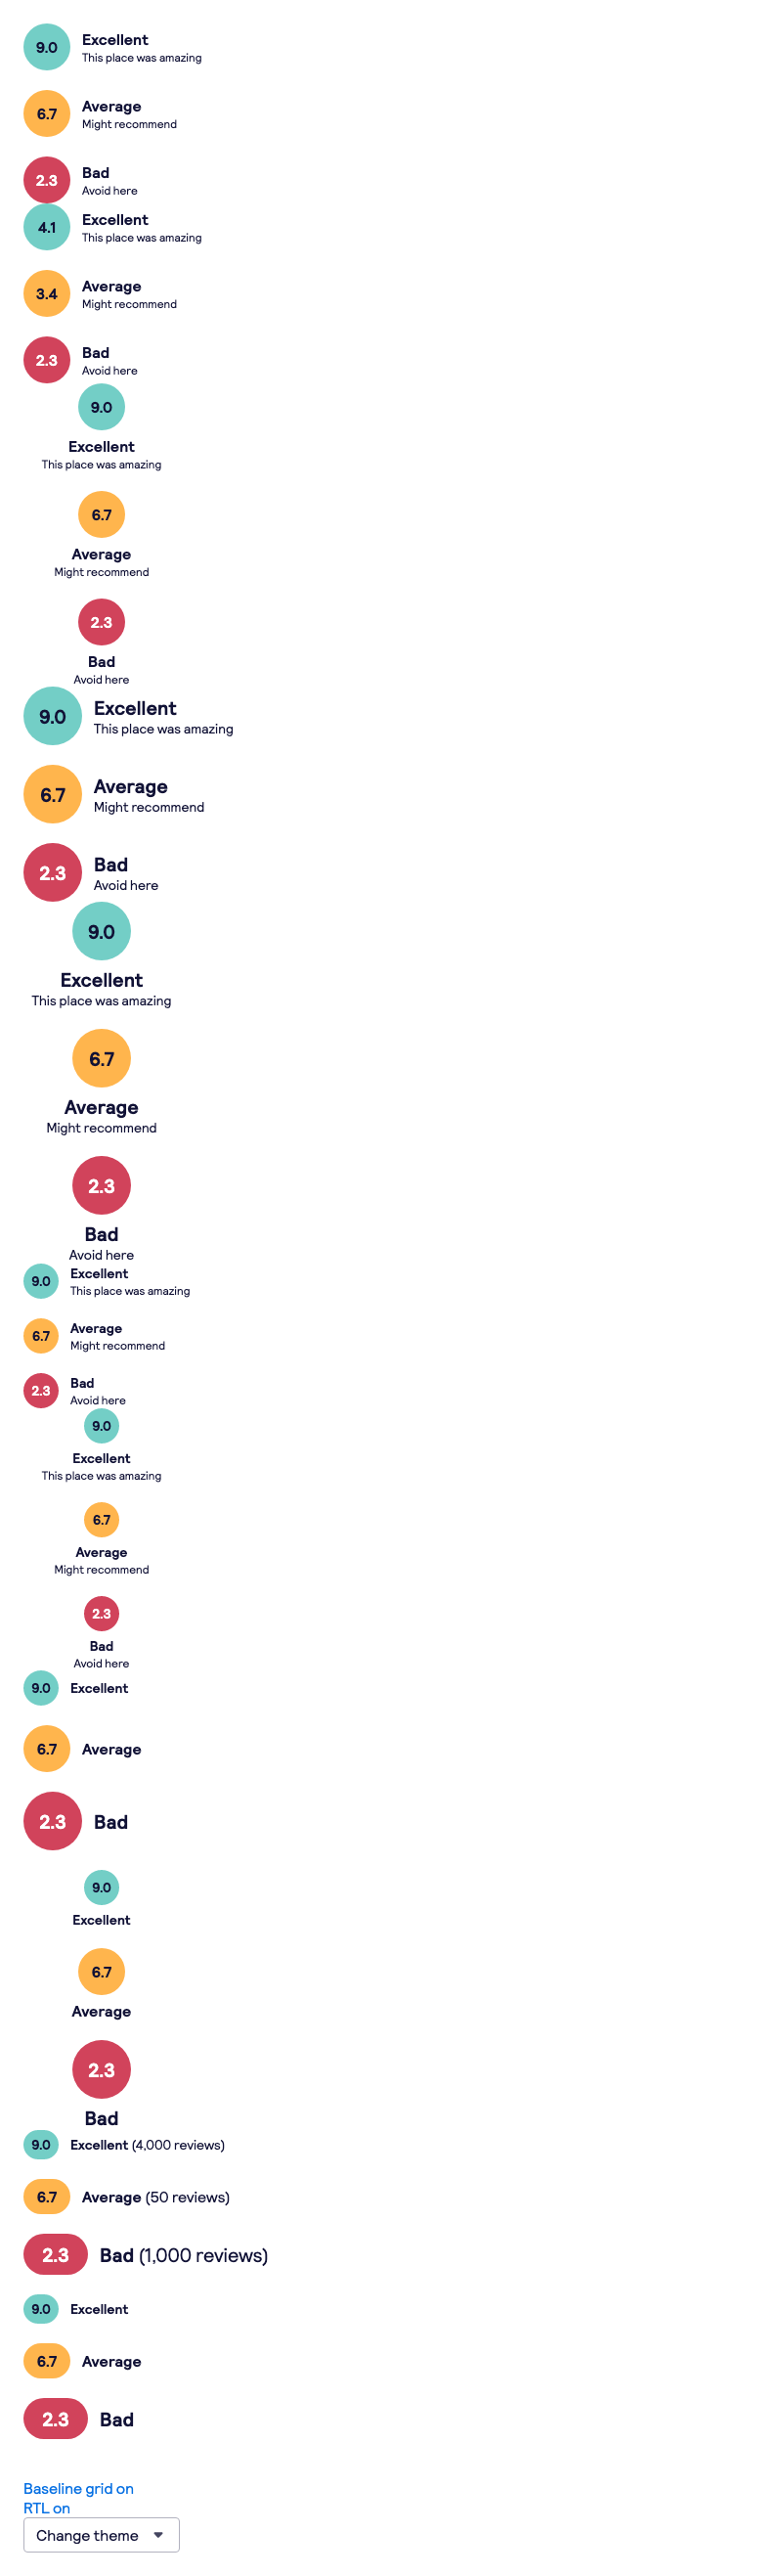 9.0
Excellent
This place was amazing
6.7
Average
Might recommend
2.3
Bad
Avoid here
4.1
Excellent
This place was amazing
3.4
Average
Might recommend
2.3
Bad
Avoid here
9.0
Excellent
This place was amazing
6.7
Average
Might recommend
2.3
Bad
Avoid here
9.0
Excellent
This place was amazing
6.7
Average
Might recommend
2.3
Bad
Avoid here
9.0
Excellent
This place was amazing
6.7
Average
Might recommend
2.3
Bad
Avoid here
9.0
Excellent
This place was amazing
6.7
Average
Might recommend
2.3
Bad
Avoid here
9.0
Excellent
This place was amazing
6.7
Average
Might recommend
2.3
Bad
Avoid here
9.0 Excellent
6.7 Average
2.3 Bad
9.0
Excellent
6.7
Average
2.3
Bad
9.0 Excellent (4,000 reviews)
6.7 Average (50 reviews)
2.3 Bad (1,000 reviews)
9.0 Excellent
6.7 Average
2.3 Bad
Baseline grid on
RTL on
Change theme